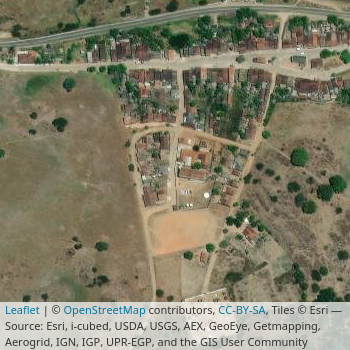 Leaflet | © OpenStreetMap contributors, CC-BY-SA, Tiles © Esri —
Source: Esri, i-cubed, USDA, USGS, AEX, GeoEye, Getmapping,
Aerogrid, IGN, IGP, UPR-EGP, and the GIS User Community